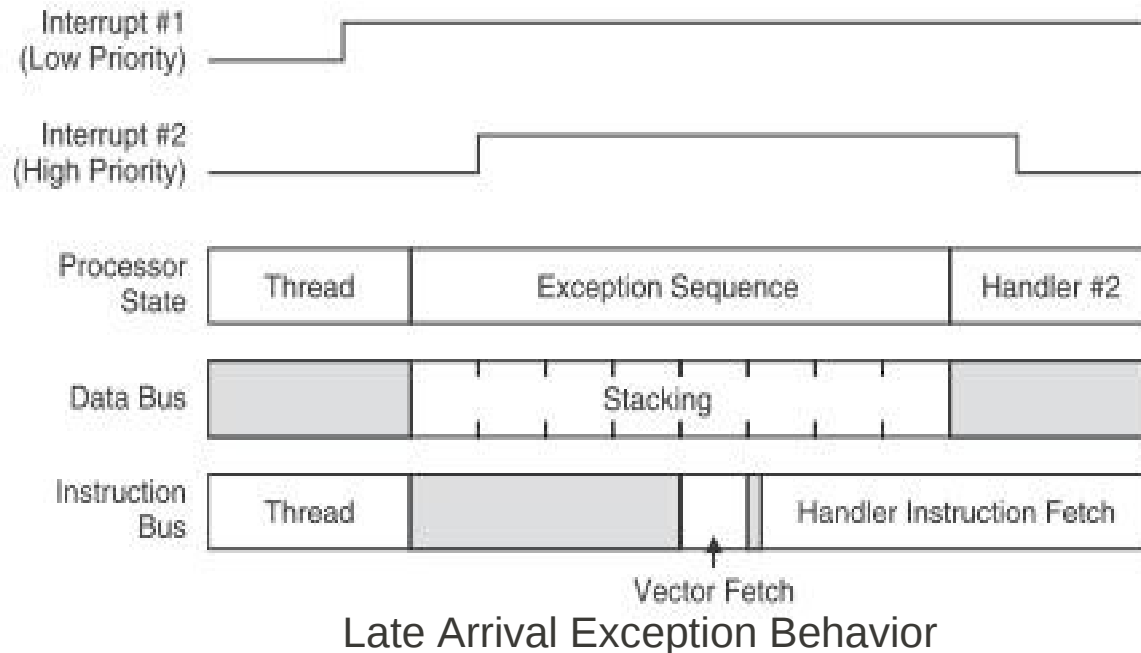 Interrupt #1
(Low Priority)
Interrupt #2
(High Priority)
Processor
State
Thread
Exception Sequence
Handler #2
Data Bus
Stacking
Instruction
Bus
Thread
Handler Instruction Fetch
Vector Fetch
Late Arrival Exception Behavior